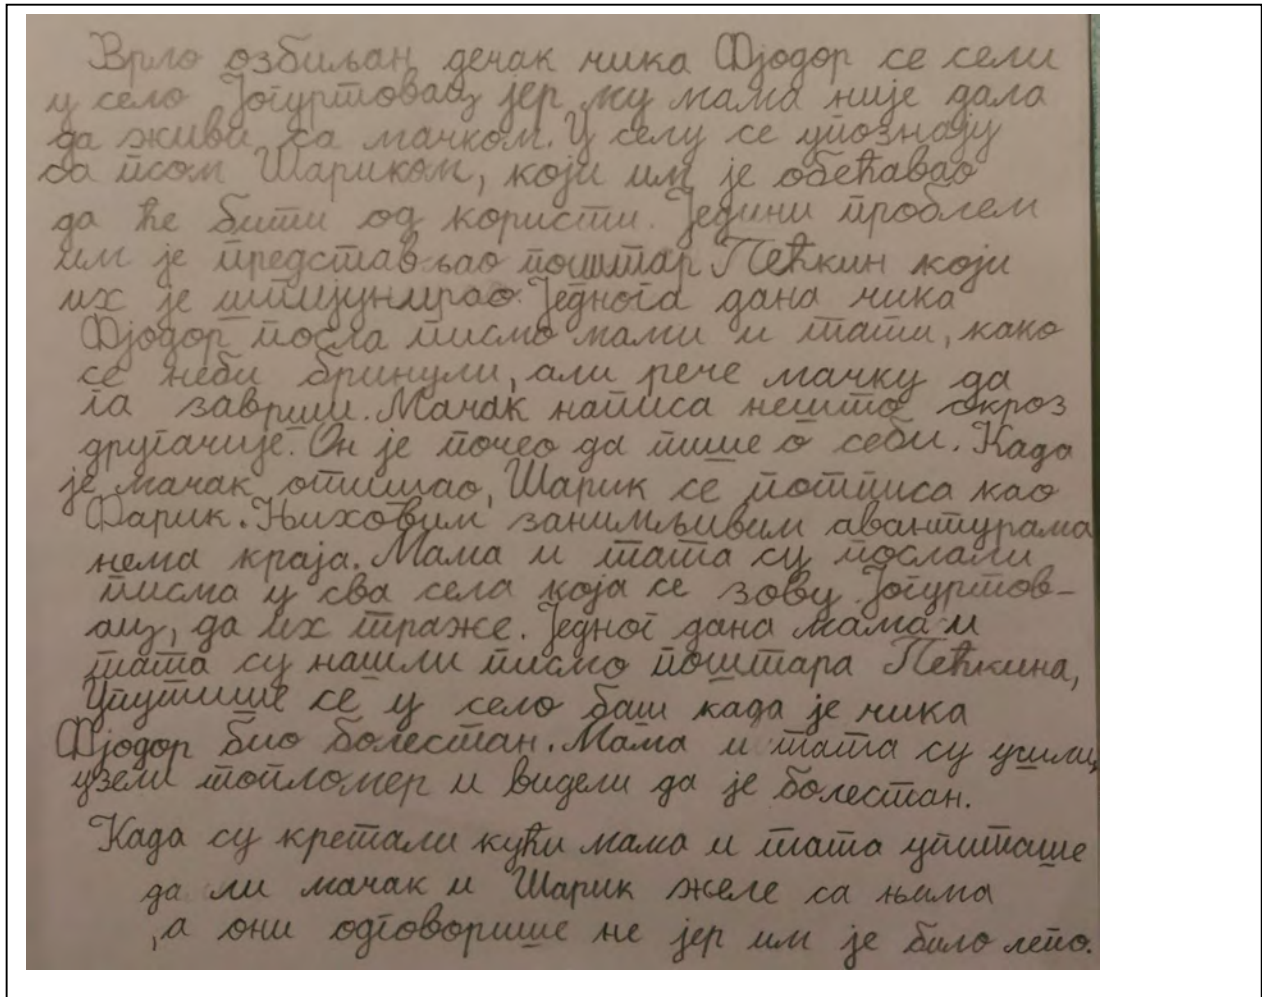 Врло озбиљан дечак чика Фјодор се сели
у село Јогуртовац, јер му мама није дала
да живи са мачком. У селу се упознају
са псом Шариком, који им је обећавао
да ће бити од користи. Једини проблем
им је представљао поштар Пећкин који
их је шпијунирао. Једнога дана чика
Фјодор посла писмо мами и тати, како
се неби бринули, али рече мачку да
га заврши. Мачак написа нешто скроз
другачије. Он је почео да пише о себи. Када
је мачак отишао, Шарик се потписа као
Фарик. Њиховим занимљивим авантурама
нема краја. Мама и тата су послали
писма у сва села која се зову Јогуртов-
ац, да их траже. Једног дана мама и
тата су нашли писмо поштара Пећкина,
Упутише се у село баш када је чика
Фјодор био болестан. Мама и тата су ушли,
узели топломер и видели да је болестан.
Када су кретали кући мама и тата упиташе
да ли мачак и Шарик желе са њима
,а они одговорише не јер им је било лепо.